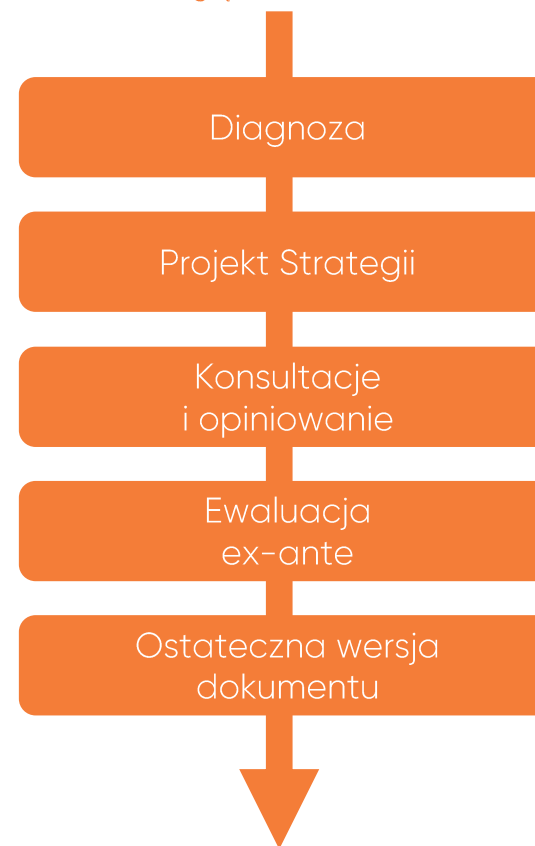 Diagnoza
Projekt Strategii
Konsultacje
i opiniowanie
Ewaluacja
ex-ante
Ostateczna wersja
dokumentu